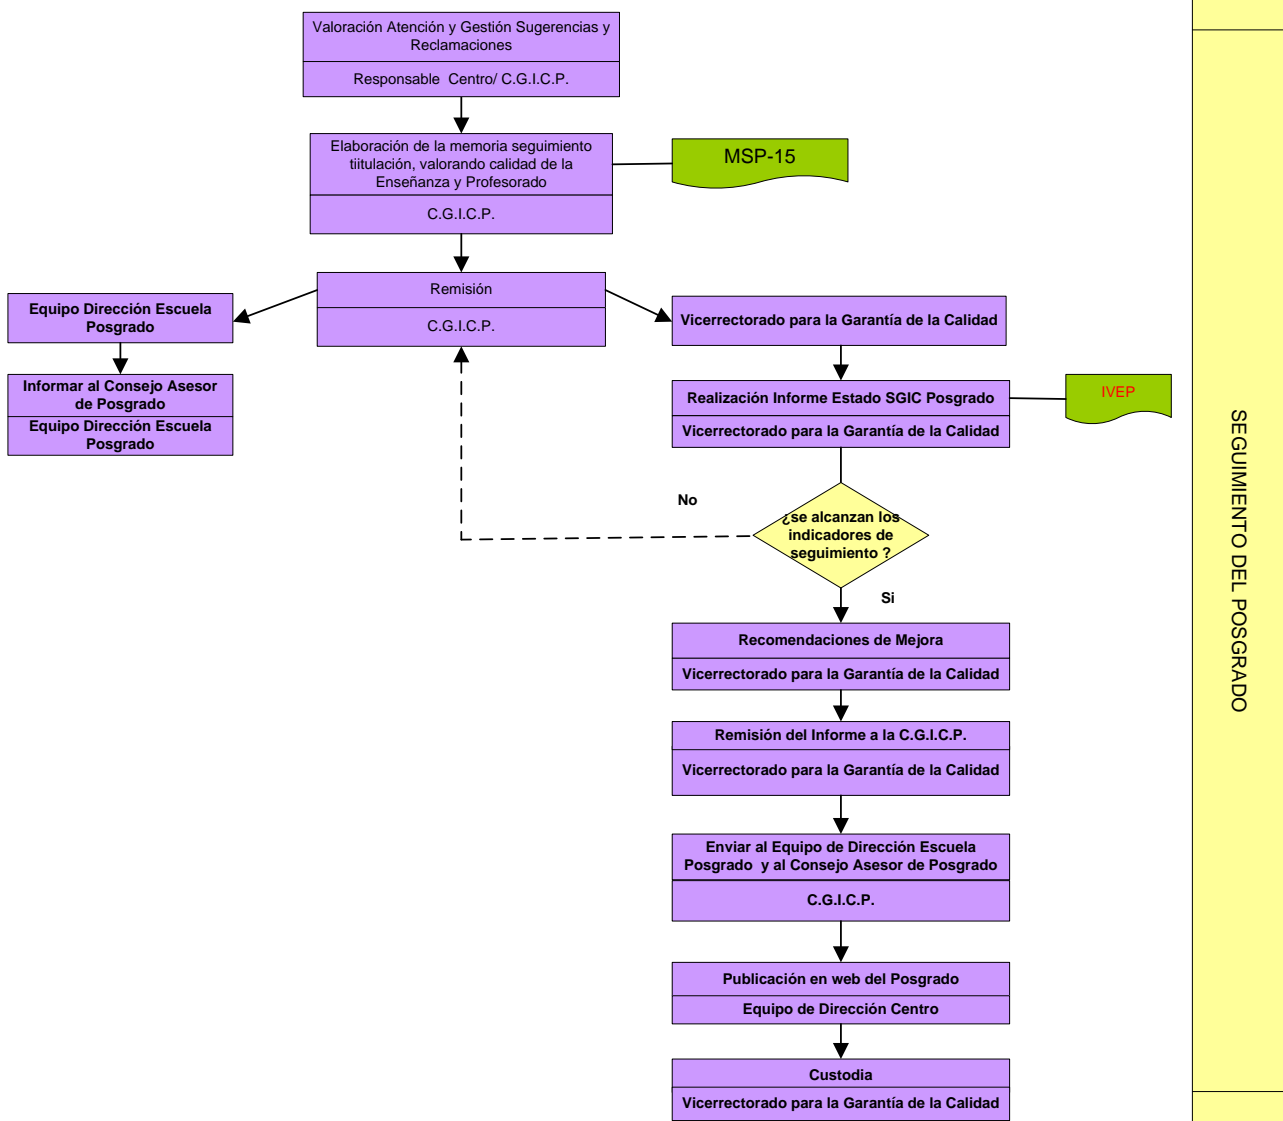 Valoración Atención y Gestión Sugerencias y
Reclamaciones
Responsable Centro/ C.G.I.C.P.
Elaboración de la memoria seguimiento
tiitulación, valorando calidad de la
Enseñanza y Profesorado
C.G.I.C.P.
MSP-15
Remisión
C.G.I.C.P.
Equipo Dirección Escuela
Posgrado
Informar al Consejo Asesor
de Posgrado
Equipo Dirección Escuela
Posgrado
Vicerrectorado para la Garantía de la Calidad
Realización Informe Estado SGIC Posgrado
Vicerrectorado para la Garantía de la Calidad
IVEP
No
¿se alcanzan los
indicadores de
seguimiento ?
Si
Recomendaciones de Mejora
Vicerrectorado para la Garantía de la Calidad
Remisión del Informe a la C.G.I.C.P.
Vicerrectorado para la Garantía de la Calidad
Enviar al Equipo de Dirección Escuela
Posgrado y al Consejo Asesor de Posgrado
C.G.I.C.P.
Publicación en web del Posgrado
Equipo de Dirección Centro
Custodia
Vicerrectorado para la Garantía de la Calidad
SEGUIMIENTO DEL POSGRADO